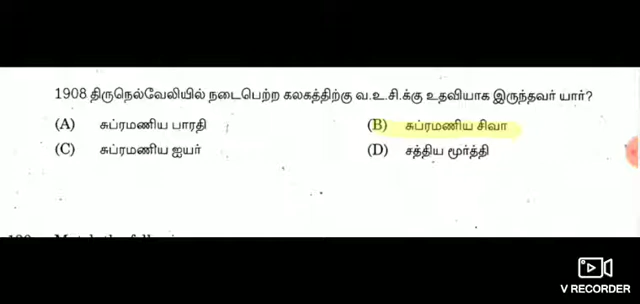 1908 திருநெல்வேலியில் நடைபெற்ற கலகத்திற்கு வ.உ.சி.க்கு உதவியாக இருந்தவர் யார்?
(A) சுப்ரமணிய பாரதி (B) சுப்ரமணிய சிவா
(C) சுப்ரமணிய ஐயர் (D) சத்திய மூர்த்தி
V RECORDER